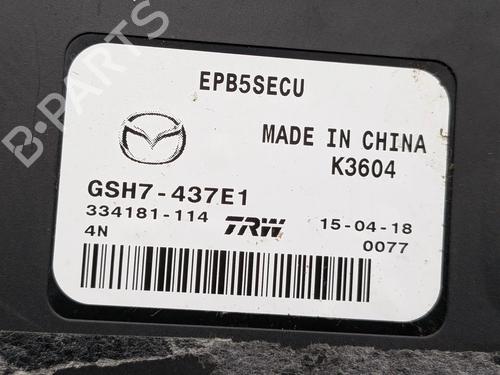 EPB5SECU
MADE IN CHINA
K3604
GSH7-437E1
334181-114
TRW
15-04-18
4N
0077
B-PARTS